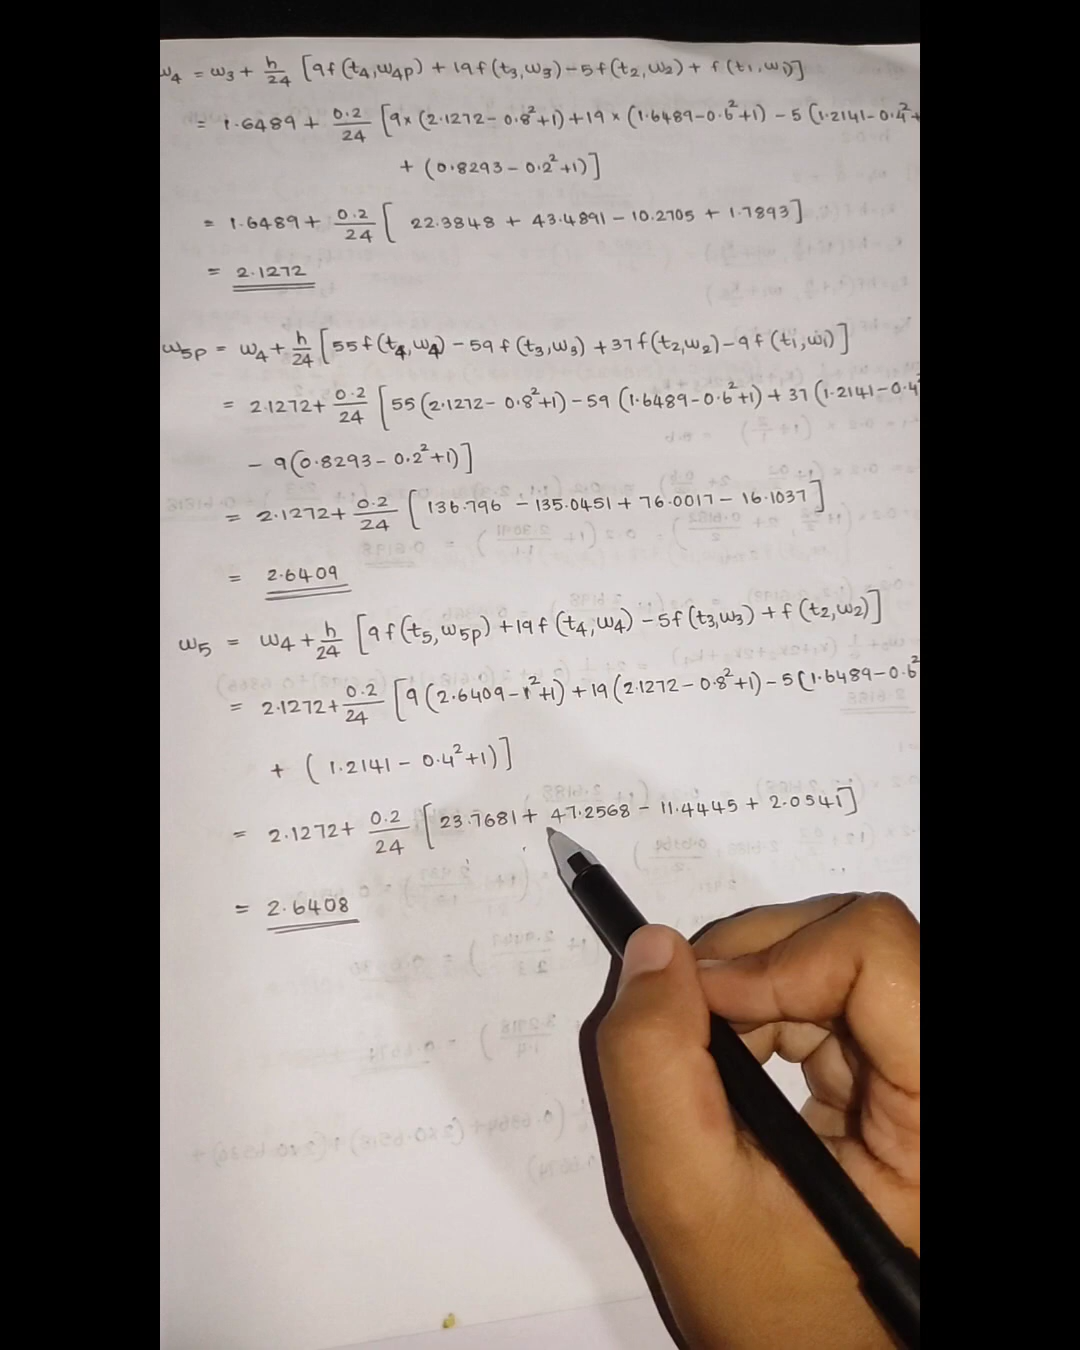 w₄ = w₃ + h/24 [9f(t₄,w₄p) + 19f(t₃,w₃) - 5f(t₂,w₂) + f(t₁,w₁)]
= 1.6489 + 0.2/24 [9×(2.1272-0.8²+1)+19×(1.6489-0.6²+1) - 5(1.2141-0.4²+
+ (0.8293-0.2²+1)]
= 1.6489 + 0.2/24 [22.3848 + 43.4891 - 10.2705 + 1.7893]
= 2.1272
w₅p = w₄ + h/24 [55f(t₄,w₄) - 59f(t₃,w₃) + 37f(t₂,w₂) - 9f(t₁,w₁)]
= 2.1272 + 0.2/24 [55(2.1272-0.8²+1) - 59(1.6489-0.6²+1) + 37(1.2141-0.4²
- 9(0.8293-0.2²+1)]
= 2.1272 + 0.2/24 [136.796 - 135.0451 + 76.0017 - 16.1037]
= 2.6409
w₅ = w₄ + h/24 [9f(t₅,w₅p) + 19f(t₄,w₄) - 5f(t₃,w₃) + f(t₂,w₂)]
= 2.1272 + 0.2/24 [9(2.6409-1²+1) + 19(2.1272-0.8²+1) - 5(1.6489-0.6²
+ (1.2141-0.4²+1)]
= 2.1272 + 0.2/24 [23.7681 + 47.2568 - 11.4445 + 2.0541]
= 2.6408